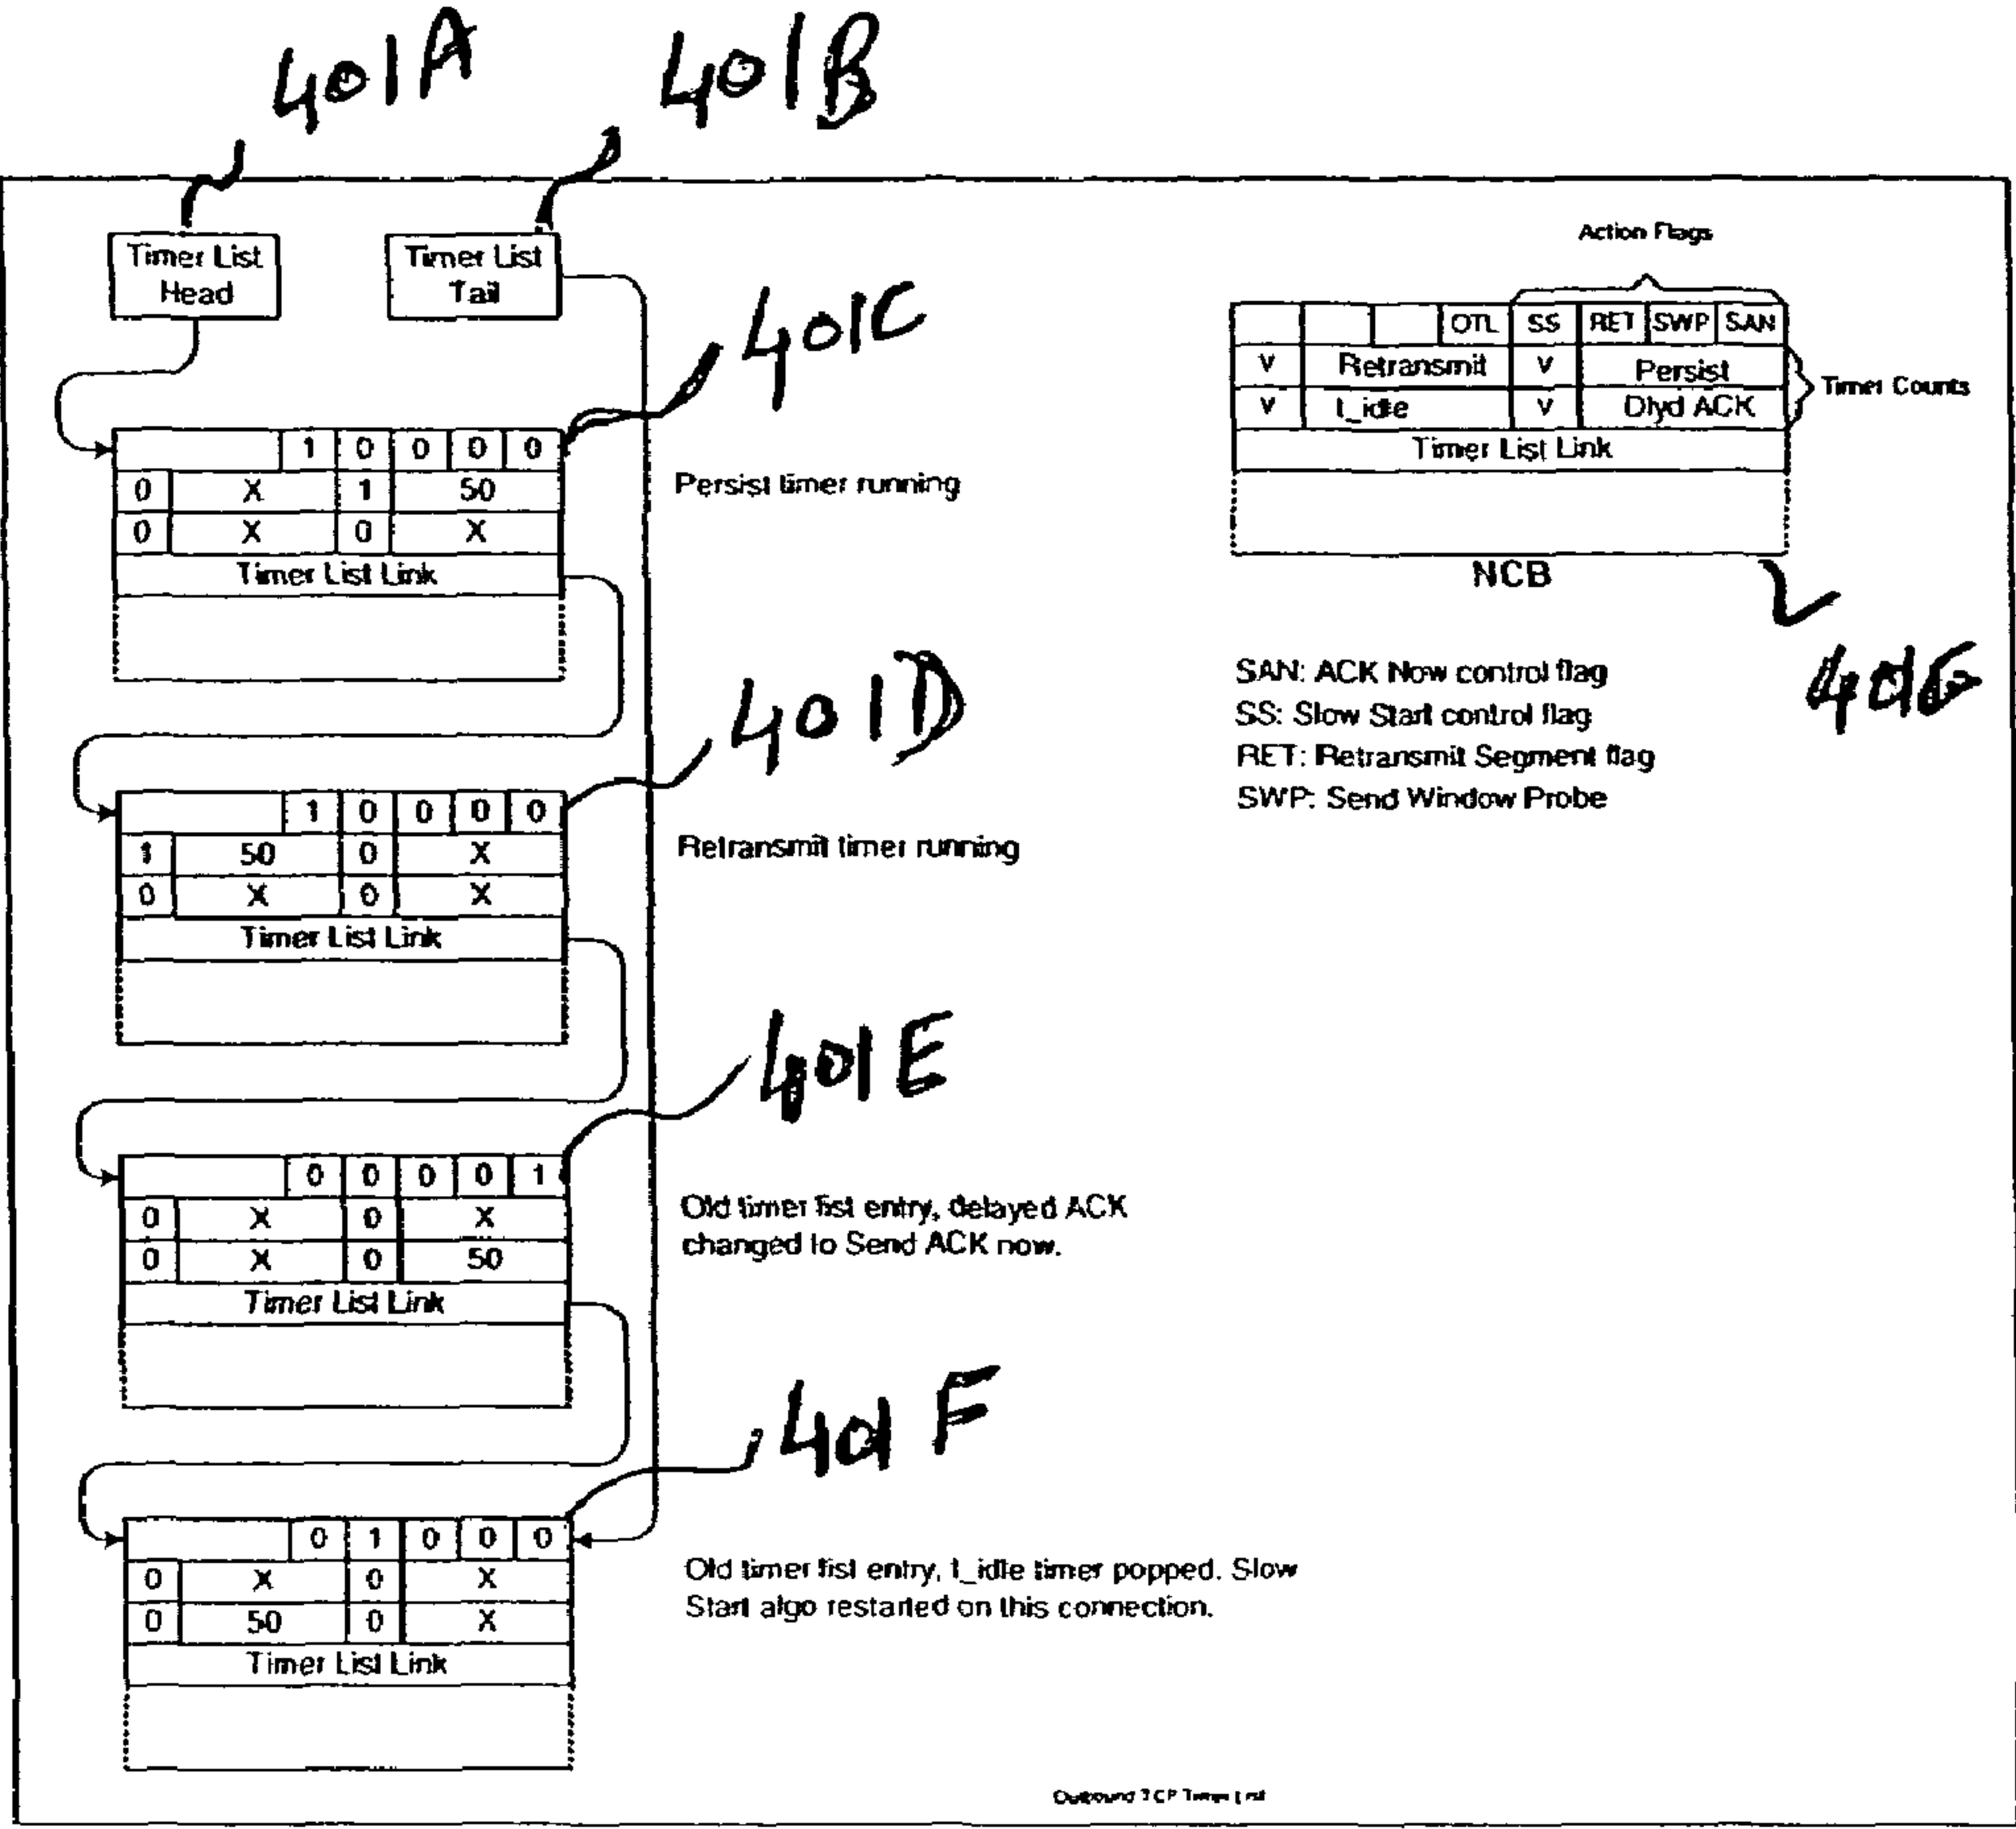 401A
401B
Timer List
Head
Timer List
Tail
401C
1 0 0 0 0
0 X 1 50
0 X 0 X
Timer List Link
Persist timer running
401D
1 0 0 0 0
1 50 0 X
0 X 0 X
Timer List Link
Retransmit timer running
401E
0 0 0 0 1
0 X 0 X
0 X 0 50
Timer List Link
Old timer list entry, delayed ACK
changed to Send ACK now.
401F
0 1 0 0 0
0 X 0 X
0 50 0 X
Timer List Link
Old timer list entry, t_idle timer popped. Slow
Start algo restarted on this connection.
Action Flags
OTL SS RET SWP SAN
v Retransmit v Persist
v t_idle v Dlyd ACK
Timer Counts
Timer List Link
NCB
401G
SAN: ACK Now control flag
SS: Slow Start control flag
RET: Retransmit Segment flag
SWP: Send Window Probe
Outbound TCP Timer List